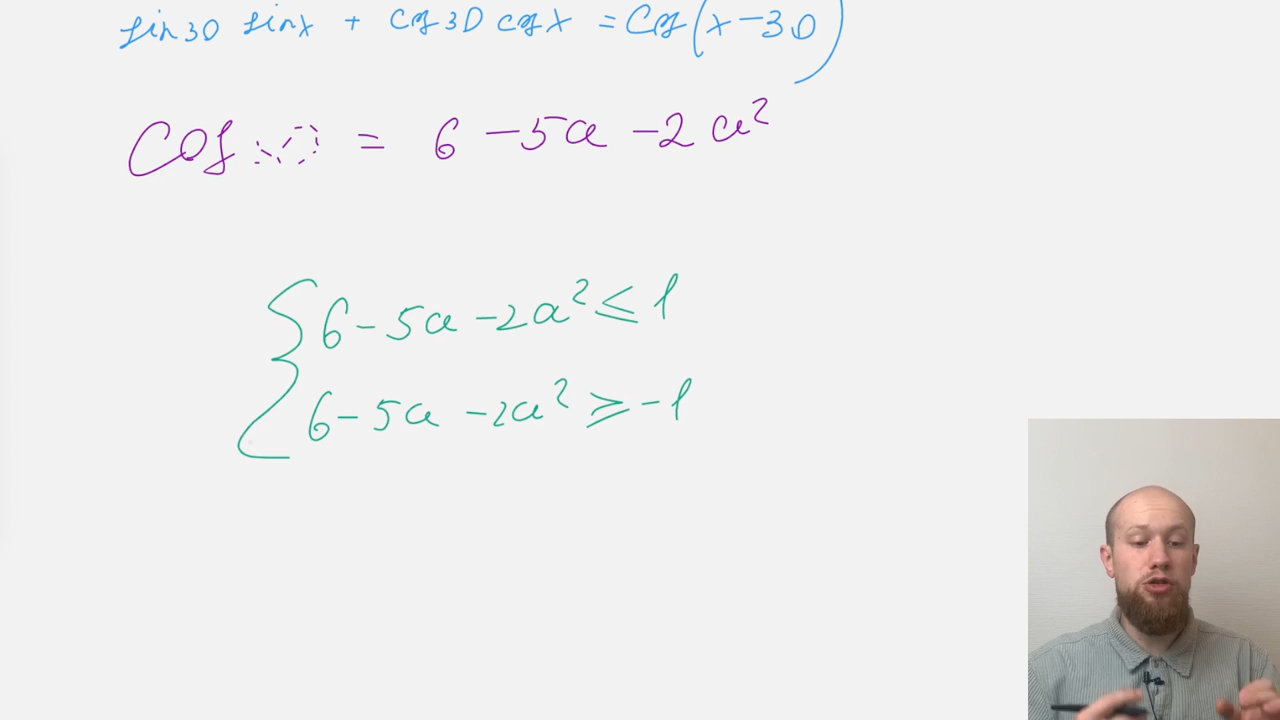 sin30 sinx + cos30 cosx = cos(x-30)
cos = 6 - 5a - 2a²
6 - 5a - 2a² ≤ 1
6 - 5a - 2a² ≥ -1